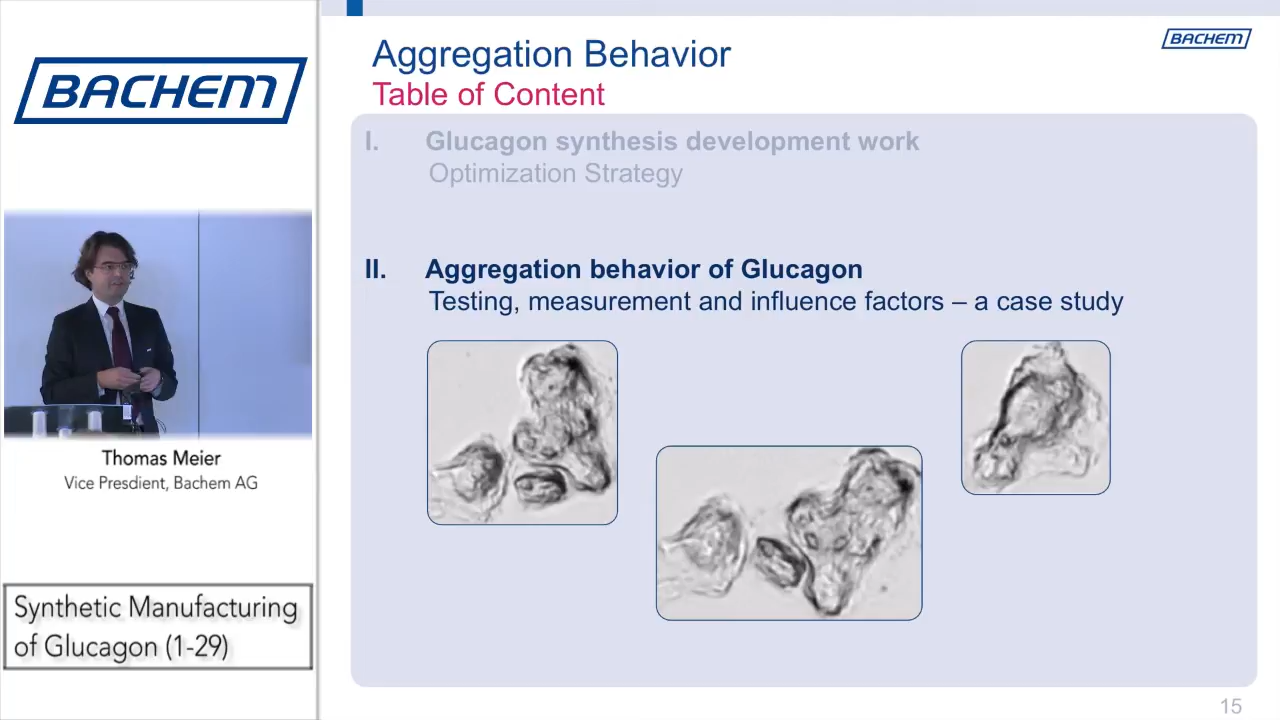 BACHEM
Thomas Meier
Vice Presdient, Bachem AG
Synthetic Manufacturing
of Glucagon (1-29)
BACHEM
Aggregation Behavior
Table of Content
I. Glucagon synthesis development work
Optimization Strategy
II. Aggregation behavior of Glucagon
Testing, measurement and influence factors – a case study
15